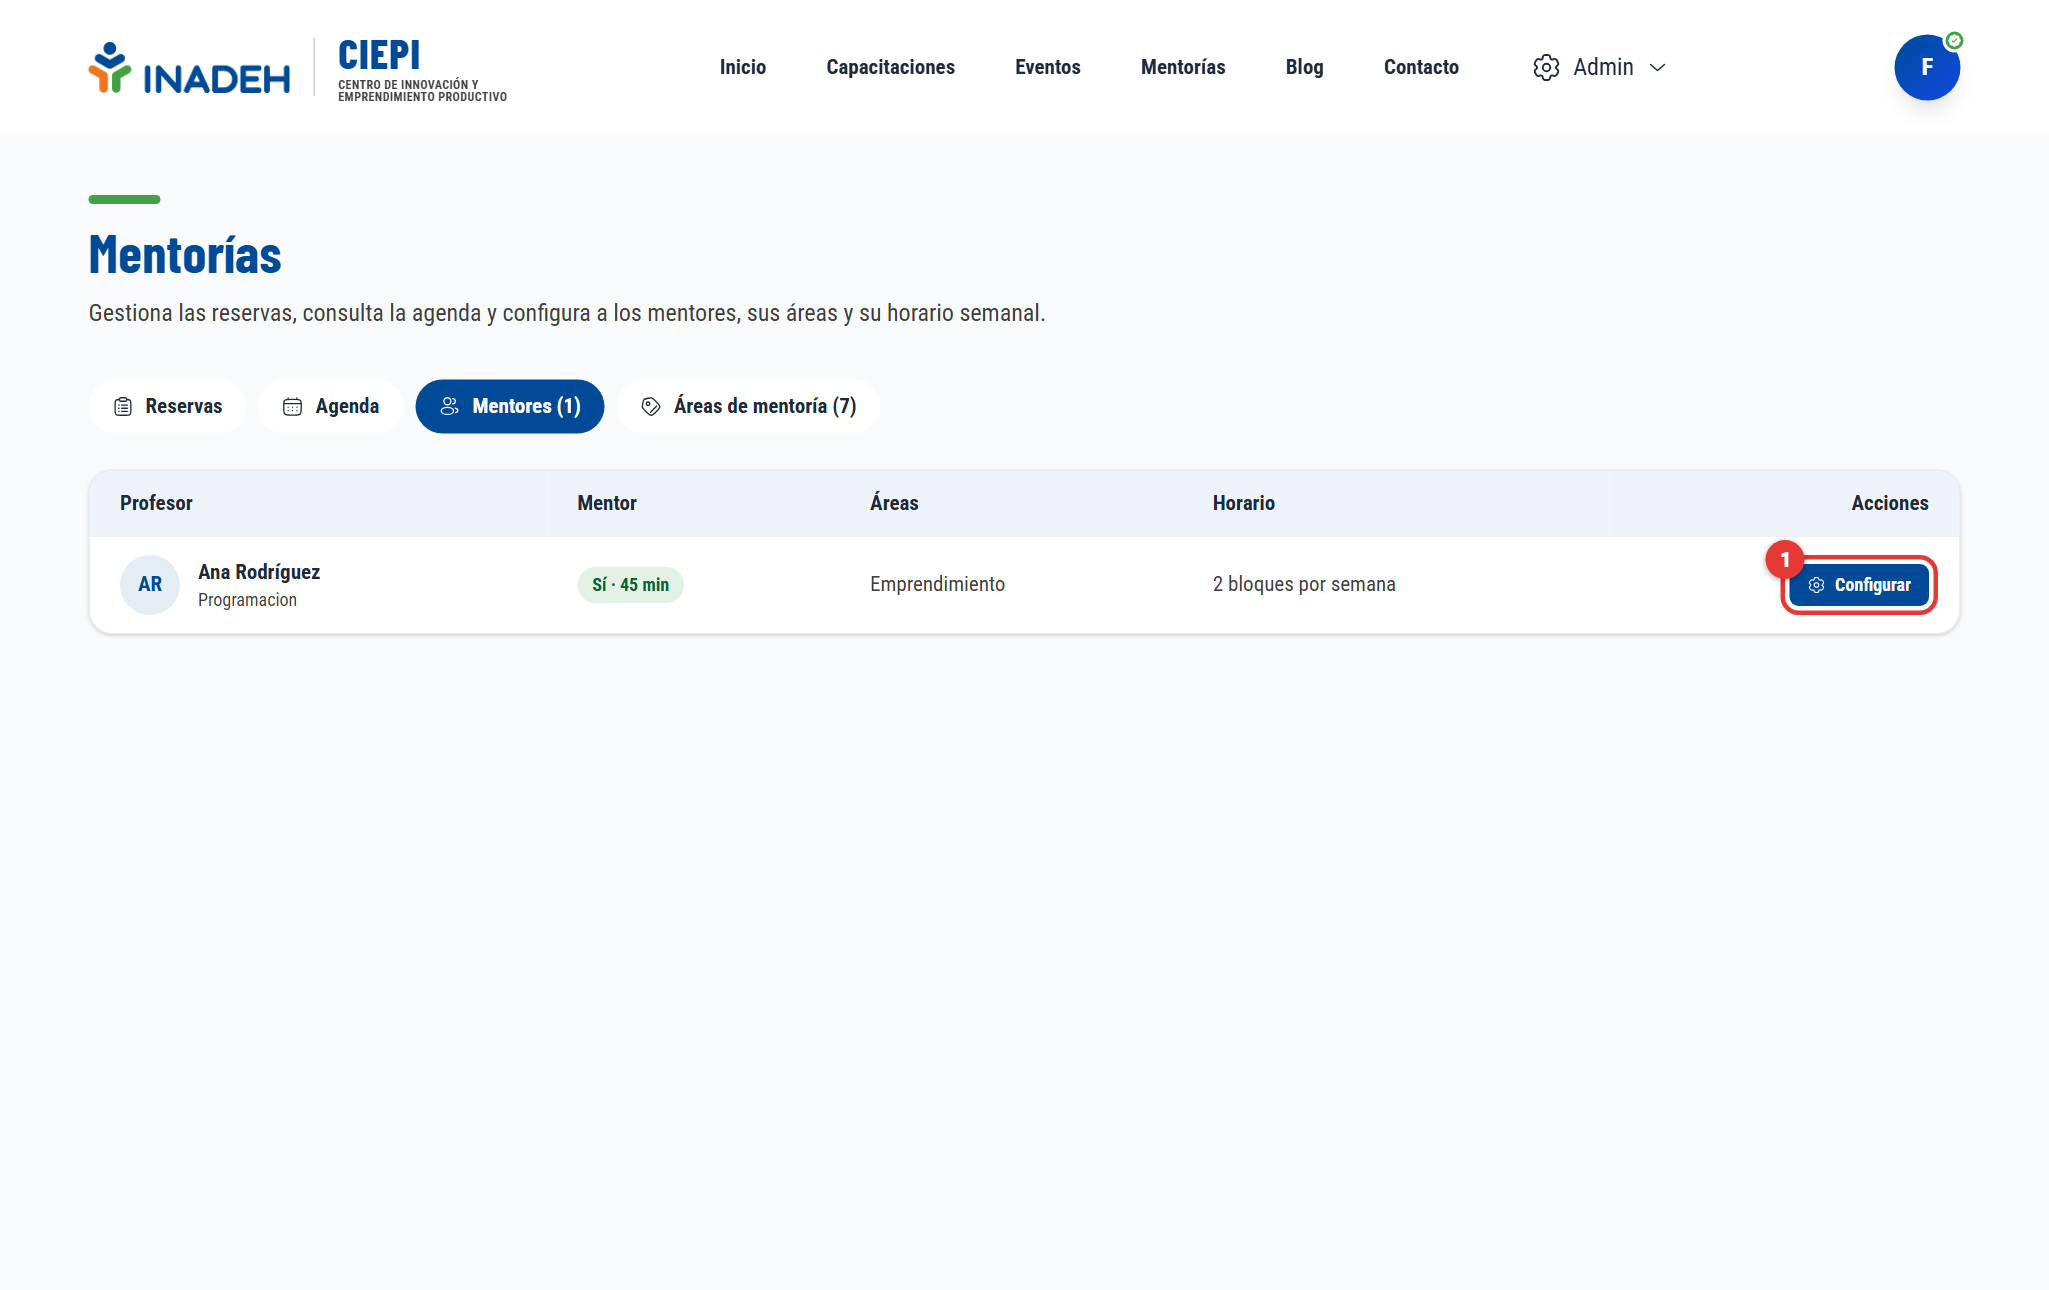 INADEH
CIEPI
CENTRO DE INNOVACIÓN Y
EMPRENDIMIENTO PRODUCTIVO
Inicio
Capacitaciones
Eventos
Mentorías
Blog
Contacto
Admin
F
Mentorías
Gestiona las reservas, consulta la agenda y configura a los mentores, sus áreas y su horario semanal.
Reservas
Agenda
Mentores (1)
Áreas de mentoría (7)
Profesor
Mentor
Áreas
Horario
Acciones
AR
Ana Rodríguez
Programacion
Sí · 45 min
Emprendimiento
2 bloques por semana
1
Configurar